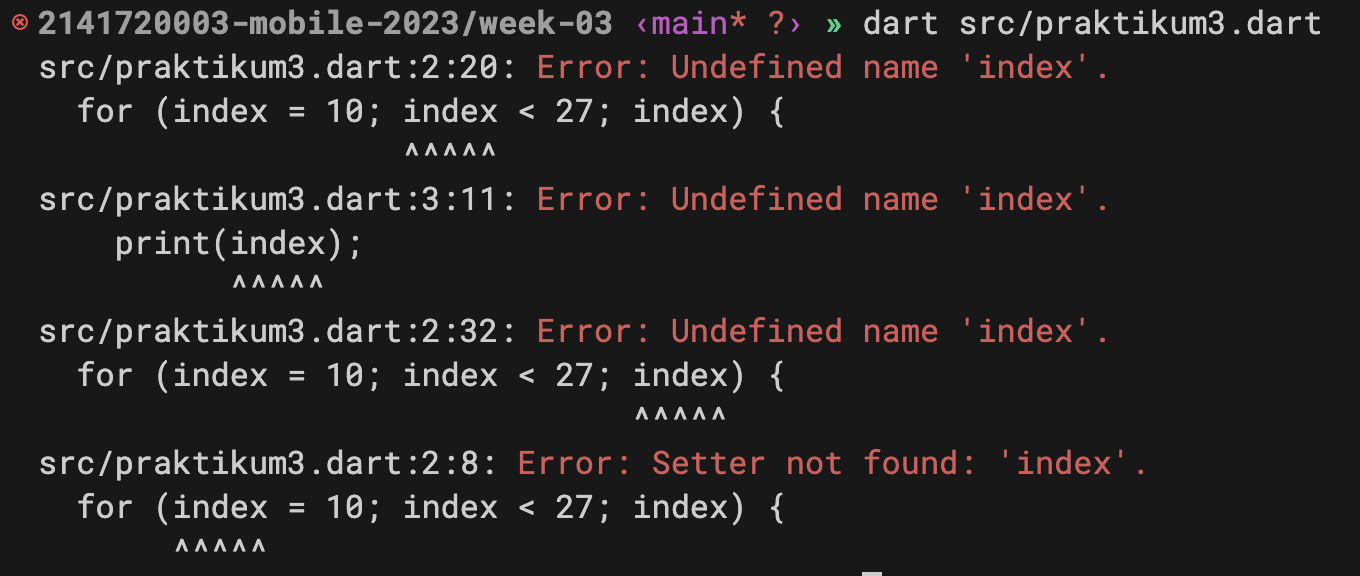 ⊗ 2141720003-mobile-2023/week-03 ‹main* ?› » dart src/praktikum3.dart
src/praktikum3.dart:2:20: Error: Undefined name 'index'.
  for (index = 10; index < 27; index) {
                   ^^^^^
src/praktikum3.dart:3:11: Error: Undefined name 'index'.
    print(index);
          ^^^^^
src/praktikum3.dart:2:32: Error: Undefined name 'index'.
  for (index = 10; index < 27; index) {
                               ^^^^^
src/praktikum3.dart:2:8: Error: Setter not found: 'index'.
  for (index = 10; index < 27; index) {
       ^^^^^